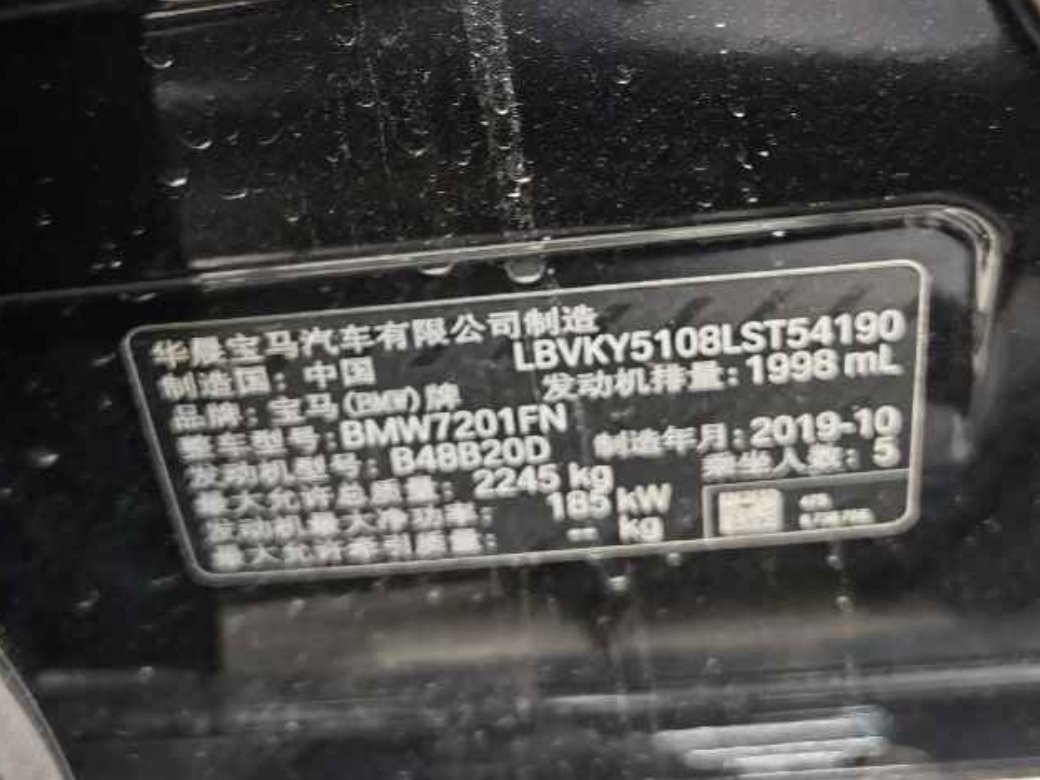 华晨宝马汽车有限公司制造
制造国：中国 LBVKY5108LST54190
品牌：宝马(BMW)牌 发动机排量：1998 mL
整车型号：BMW7201FN
发动机型号：B48B20D 制造年月：2019-10
最大允许总质量：2245 kg 乘坐人数：5
发动机最大净功率：185 kW
最大允许牵引质量：-- kg